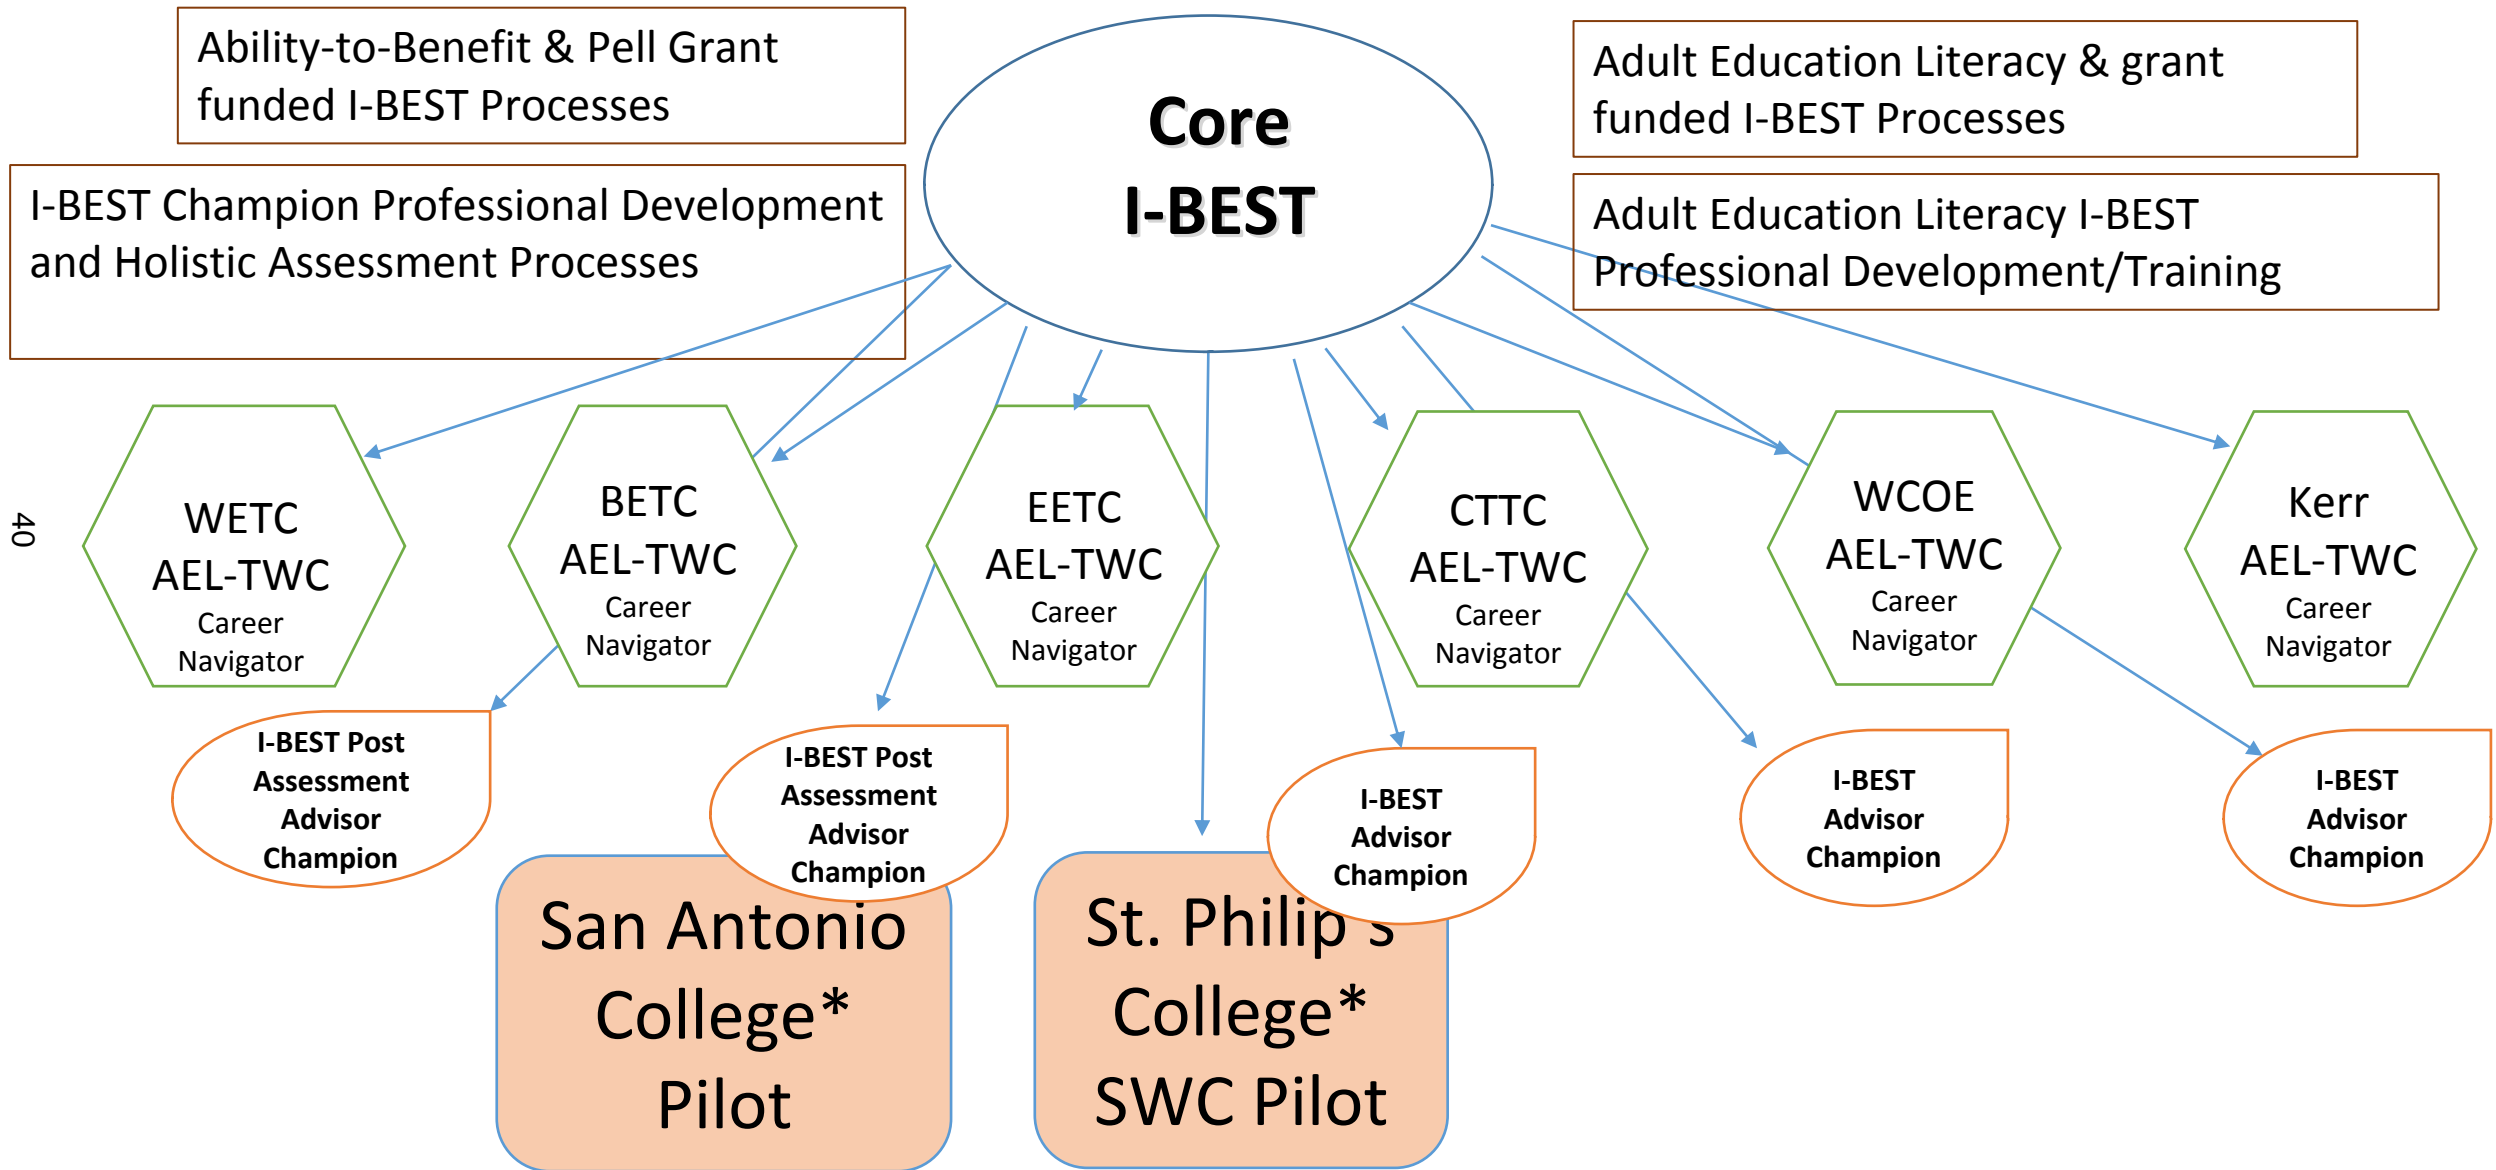 Ability-to-Benefit & Pell Grant
funded I-BEST Processes
Core
I-BEST
Adult Education Literacy & grant
funded I-BEST Processes
I-BEST Champion Professional Development
and Holistic Assessment Processes
Adult Education Literacy I-BEST
Professional Development/Training
40
WETC
AEL-TWC
Career
Navigator
BETC
AEL-TWC
Career
Navigator
EETC
AEL-TWC
Career
Navigator
CTTC
AEL-TWC
Career
Navigator
WCOE
AEL-TWC
Career
Navigator
Kerr
AEL-TWC
Career
Navigator
I-BEST Post
Assessment
Advisor
Champion
I-BEST Post
Assessment
Advisor
Champion
I-BEST
Advisor
Champion
I-BEST
Advisor
Champion
I-BEST
Advisor
Champion
San Antonio
College*
Pilot
St. Philip's
College*
SWC Pilot